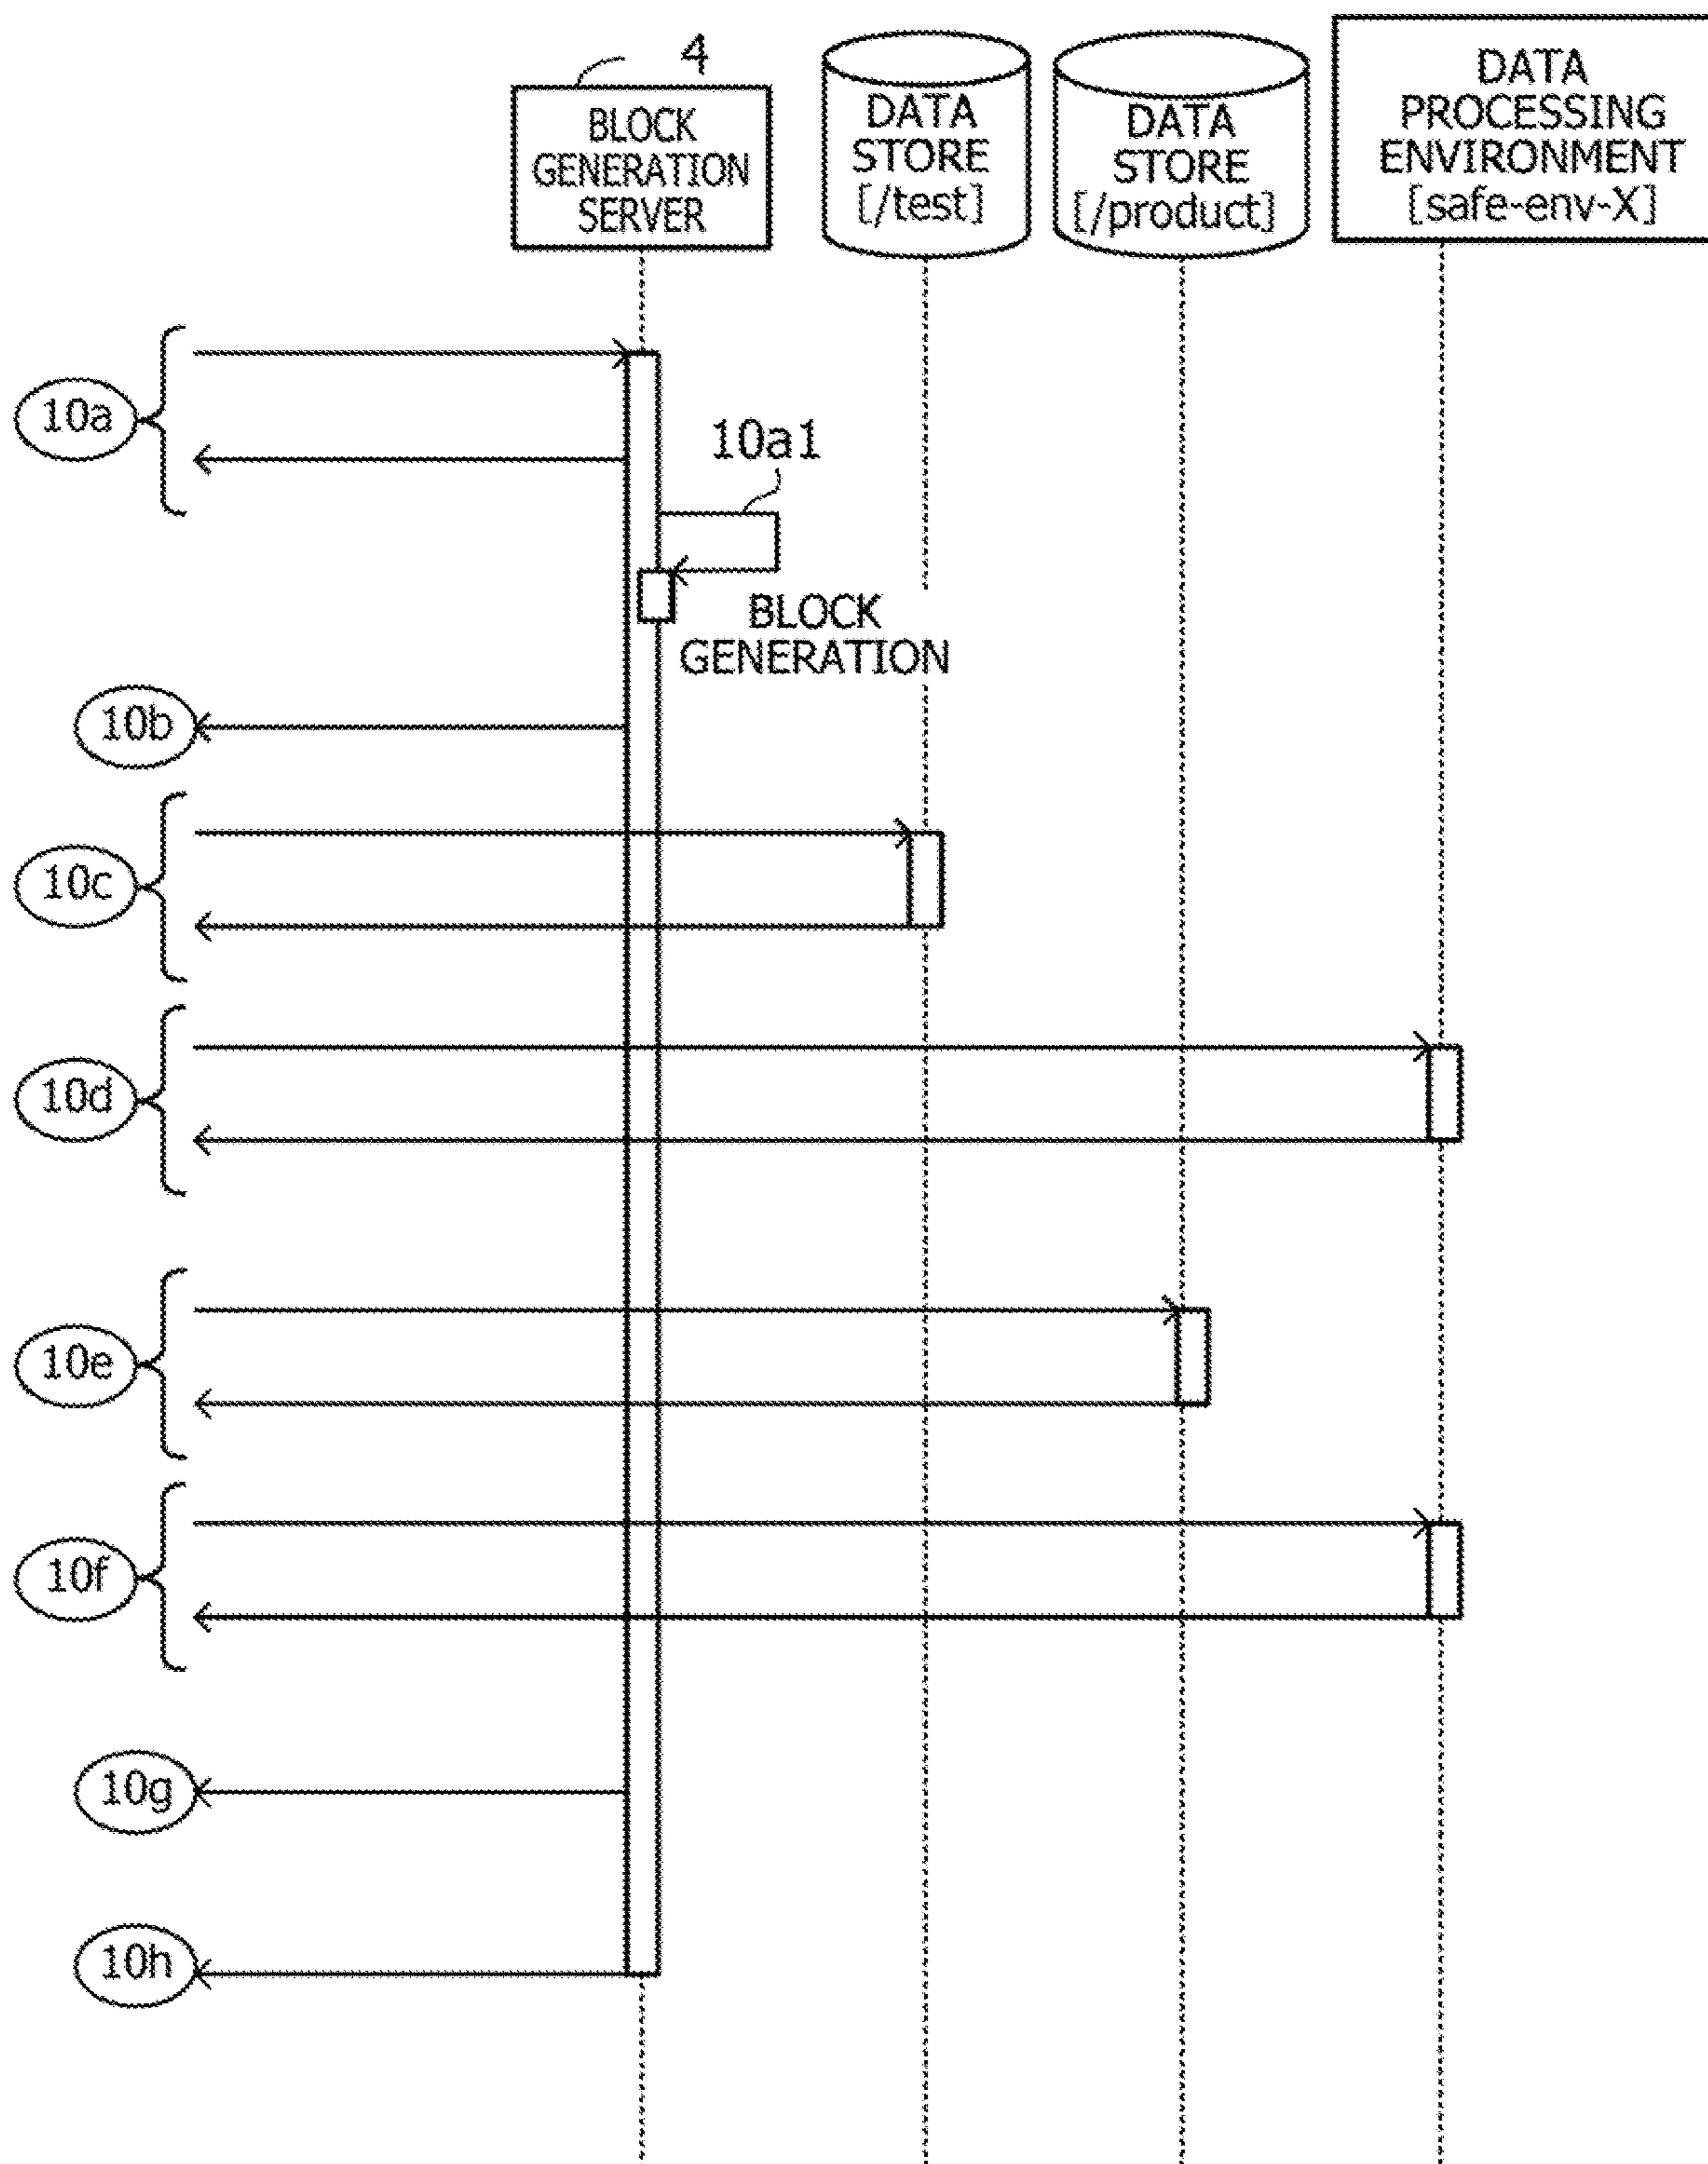 4
BLOCK
GENERATION
SERVER
DATA
STORE
[/test]
DATA
STORE
[/product]
DATA
PROCESSING
ENVIRONMENT
[safe-env-X]
10a
10a1
BLOCK
GENERATION
10b
10c
10d
10e
10f
10g
10h